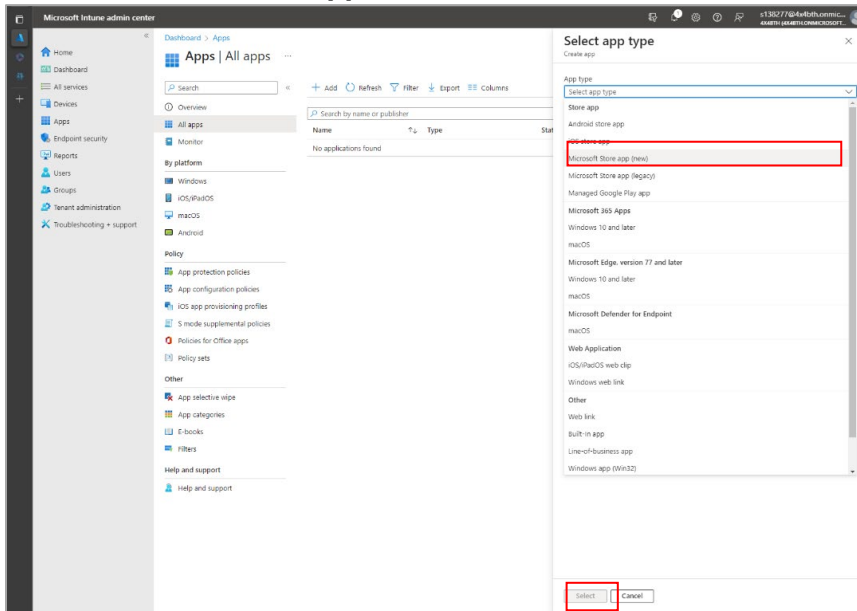 Microsoft Intune admin center
s138277@4x4bth.onmic...
4X4BTH (4X4BTH.ONMICROSOFT...
Home
Dashboard
All services
Devices
Apps
Endpoint security
Reports
Users
Groups
Tenant administration
Troubleshooting + support
Dashboard > Apps
Apps | All apps ...
Search
Overview
All apps
Monitor
By platform
Windows
iOS/iPadOS
macOS
Android
Policy
App protection policies
App configuration policies
iOS app provisioning profiles
S mode supplemental policies
Policies for Office apps
Policy sets
Other
App selective wipe
App categories
E-books
Filters
Help and support
Help and support
Add Refresh Filter Export Columns
Search by name or publisher
Name Type Stat
No applications found
Select app type
Create app
App type
Select app type
Store app
Android store app
iOS store app
Microsoft Store app (new)
Microsoft Store app (legacy)
Managed Google Play app
Microsoft 365 Apps
Windows 10 and later
macOS
Microsoft Edge, version 77 and later
Windows 10 and later
macOS
Microsoft Defender for Endpoint
macOS
Web Application
iOS/iPadOS web clip
Windows web link
Other
Web link
Built-in app
Line-of-business app
Windows app (Win32)
Select Cancel